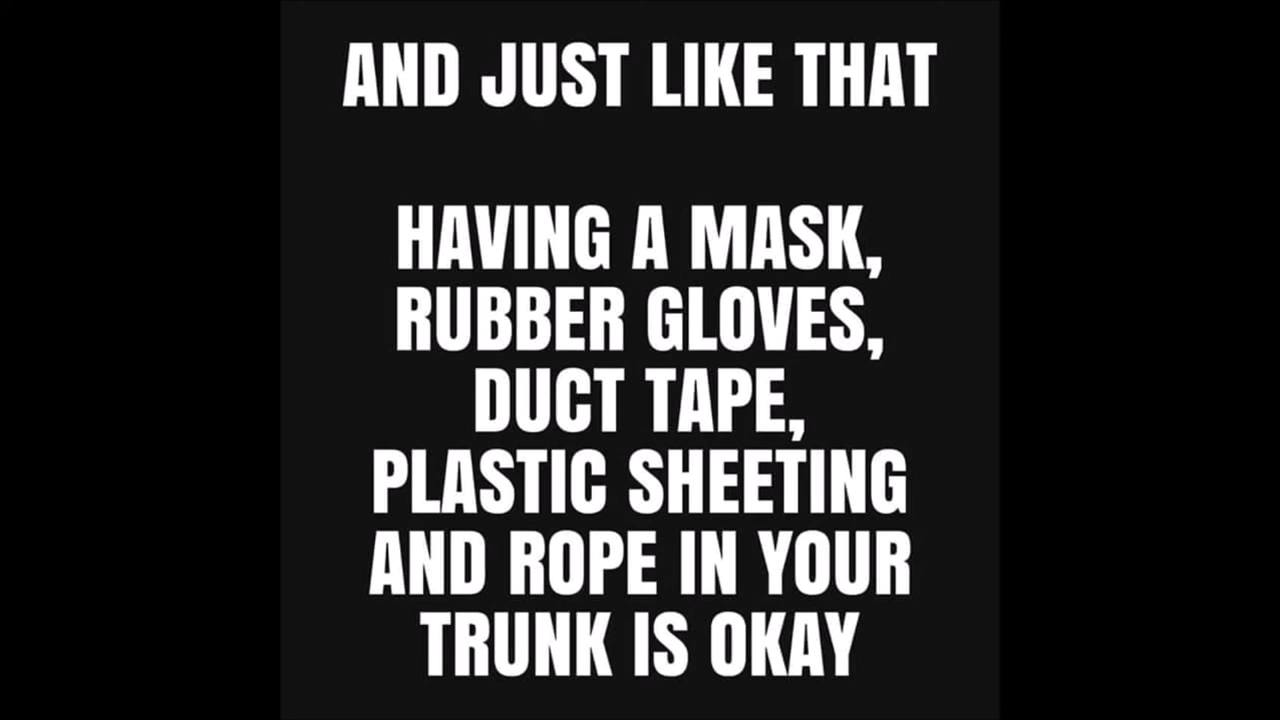 AND JUST LIKE THAT
HAVING A MASK,
RUBBER GLOVES,
DUCT TAPE,
PLASTIC SHEETING
AND ROPE IN YOUR
TRUNK IS OKAY